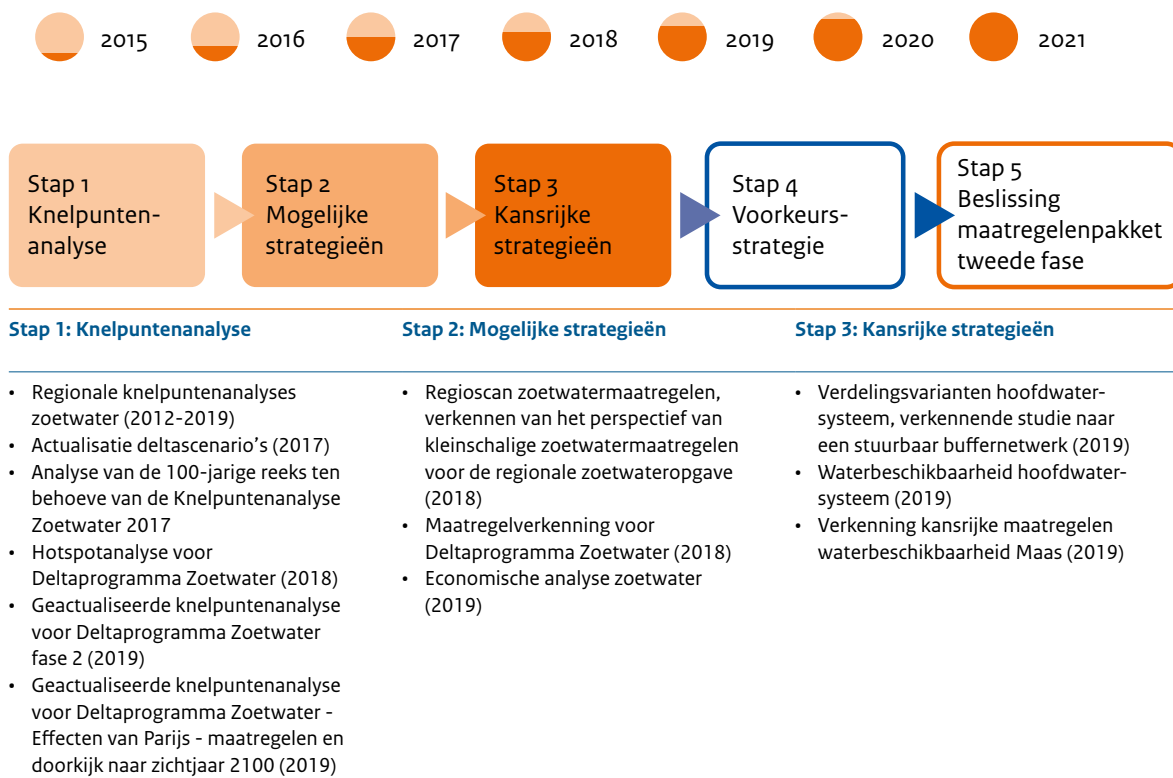 2015 2016 2017 2018 2019 2020 2021
Stap 1
Knelpunten-
analyse
Stap 2
Mogelijke
strategieën
Stap 3
Kansrijke
strategieën
Stap 4
Voorkeurs-
strategie
Stap 5
Beslissing
maatregelenpakket
tweede fase
Stap 1: Knelpuntenanalyse
• Regionale knelpuntenanalyses
zoetwater (2012-2019)
• Actualisatie deltascenario's (2017)
• Analyse van de 100-jarige reeks ten
behoeve van de Knelpuntenanalyse
Zoetwater 2017
• Hotspotanalyse voor
Deltaprogramma Zoetwater (2018)
• Geactualiseerde knelpuntenanalyse
voor Deltaprogramma Zoetwater
fase 2 (2019)
• Geactualiseerde knelpuntenanalyse
voor Deltaprogramma Zoetwater -
Effecten van Parijs - maatregelen en
doorkijk naar zichtjaar 2100 (2019)
Stap 2: Mogelijke strategieën
• Regioscan zoetwatermaatregelen,
verkennen van het perspectief van
kleinschalige zoetwatermaatregelen
voor de regionale zoetwateropgave
(2018)
• Maatregelverkenning voor
Deltaprogramma Zoetwater (2018)
• Economische analyse zoetwater
(2019)
Stap 3: Kansrijke strategieën
• Verdelingsvarianten hoofdwater-
systeem, verkennende studie naar
een stuurbaar buffernetwerk (2019)
• Waterbeschikbaarheid hoofdwater-
systeem (2019)
• Verkenning kansrijke maatregelen
waterbeschikbaarheid Maas (2019)